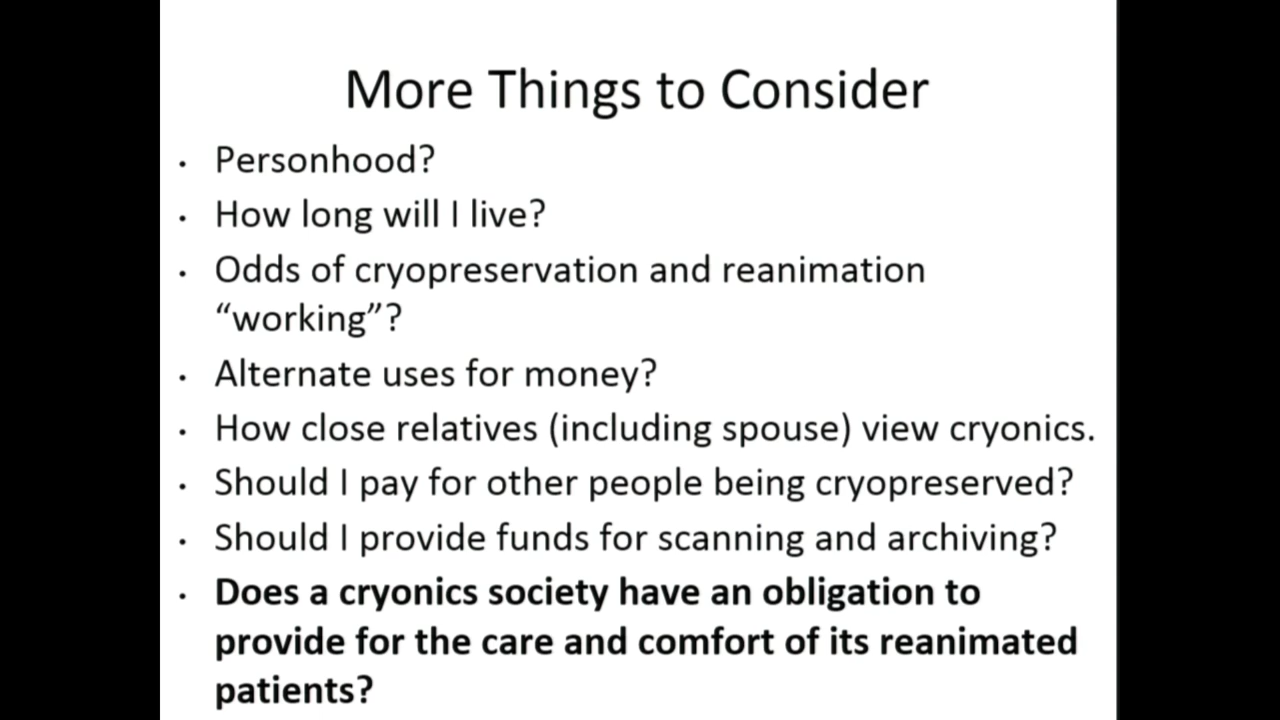 More Things to Consider
• Personhood?
• How long will I live?
• Odds of cryopreservation and reanimation
“working”?
• Alternate uses for money?
• How close relatives (including spouse) view cryonics.
• Should I pay for other people being cryopreserved?
• Should I provide funds for scanning and archiving?
• Does a cryonics society have an obligation to
provide for the care and comfort of its reanimated
patients?